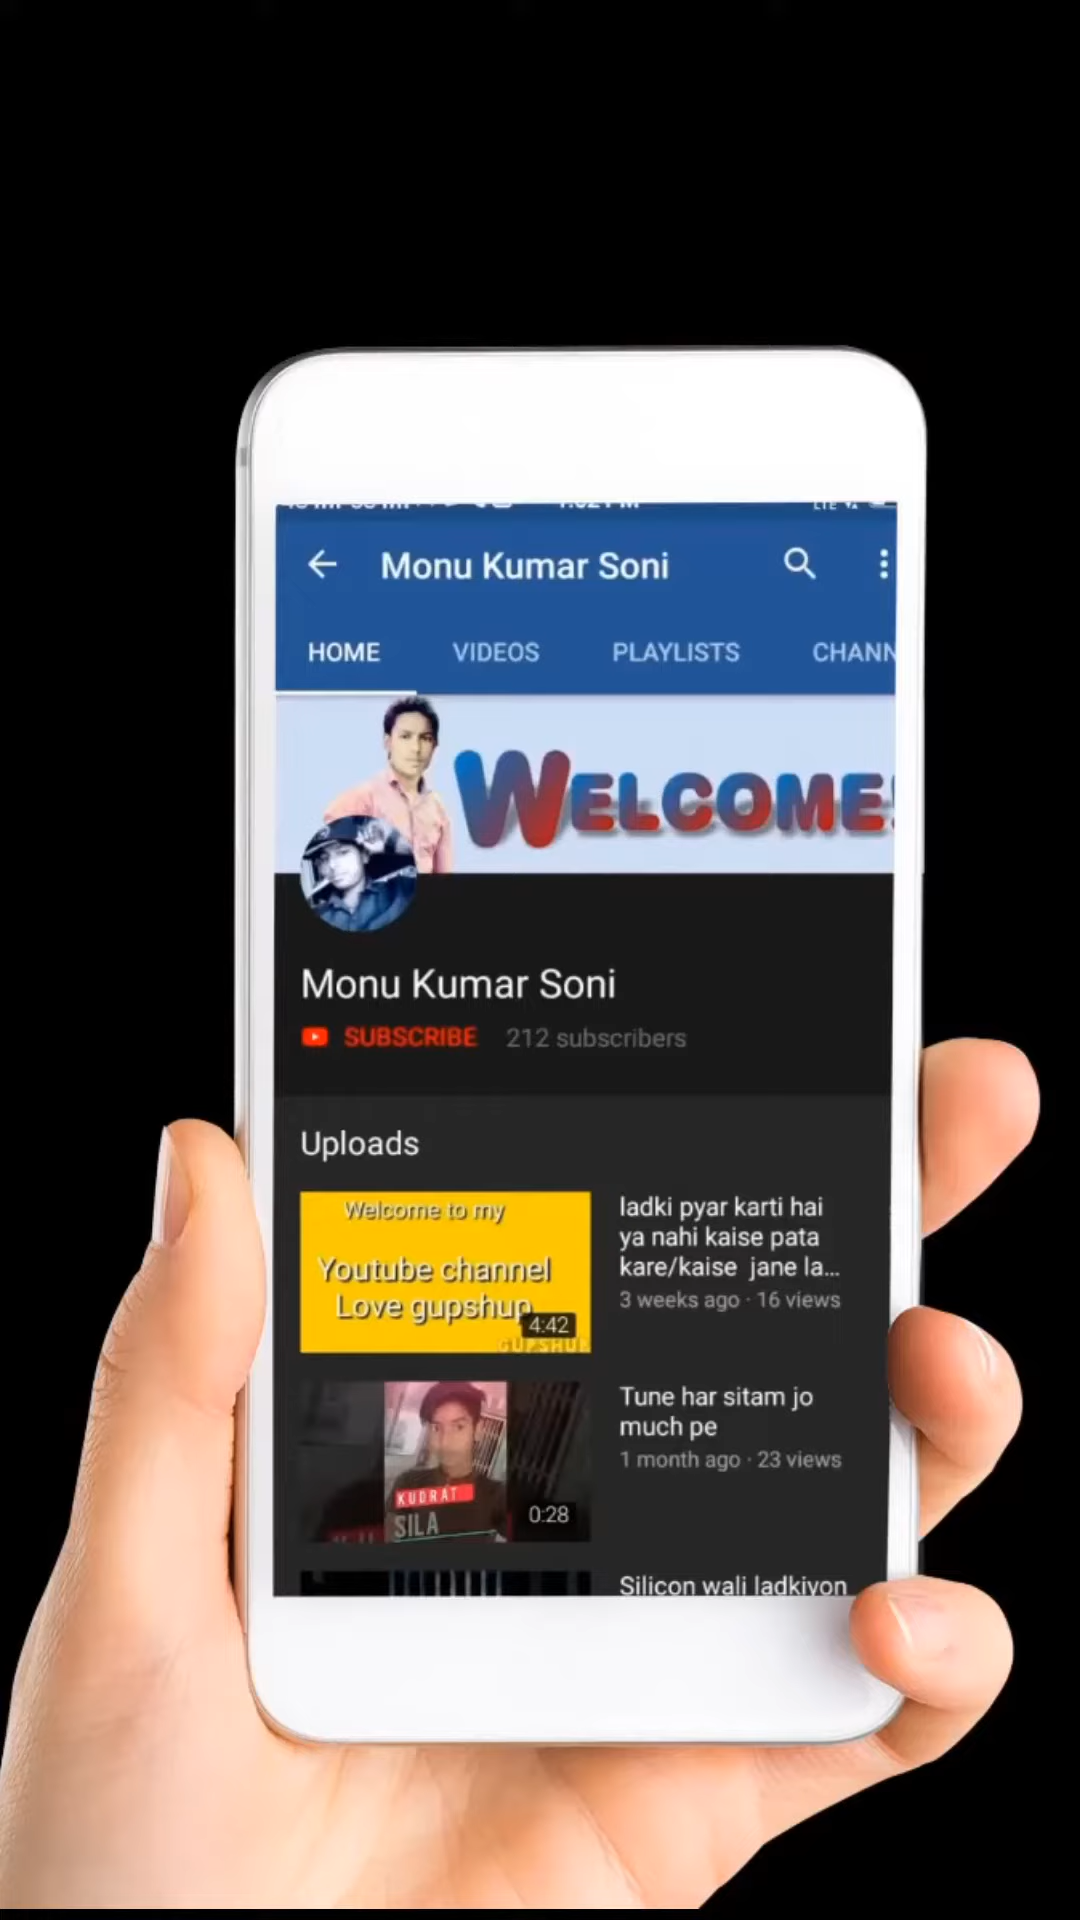 Monu Kumar Soni
HOME VIDEOS PLAYLISTS CHANN
WELCOME!
Monu Kumar Soni
SUBSCRIBE 212 subscribers
Uploads
Welcome to my
Youtube channel
Love gupshup
4:42
GUPSHUP
ladki pyar karti hai
ya nahi kaise pata
kare/kaise jane la...
3 weeks ago · 16 views
KUDRAT
SILA
0:28
Tune har sitam jo
much pe
1 month ago · 23 views
Silicon wali ladkiyon